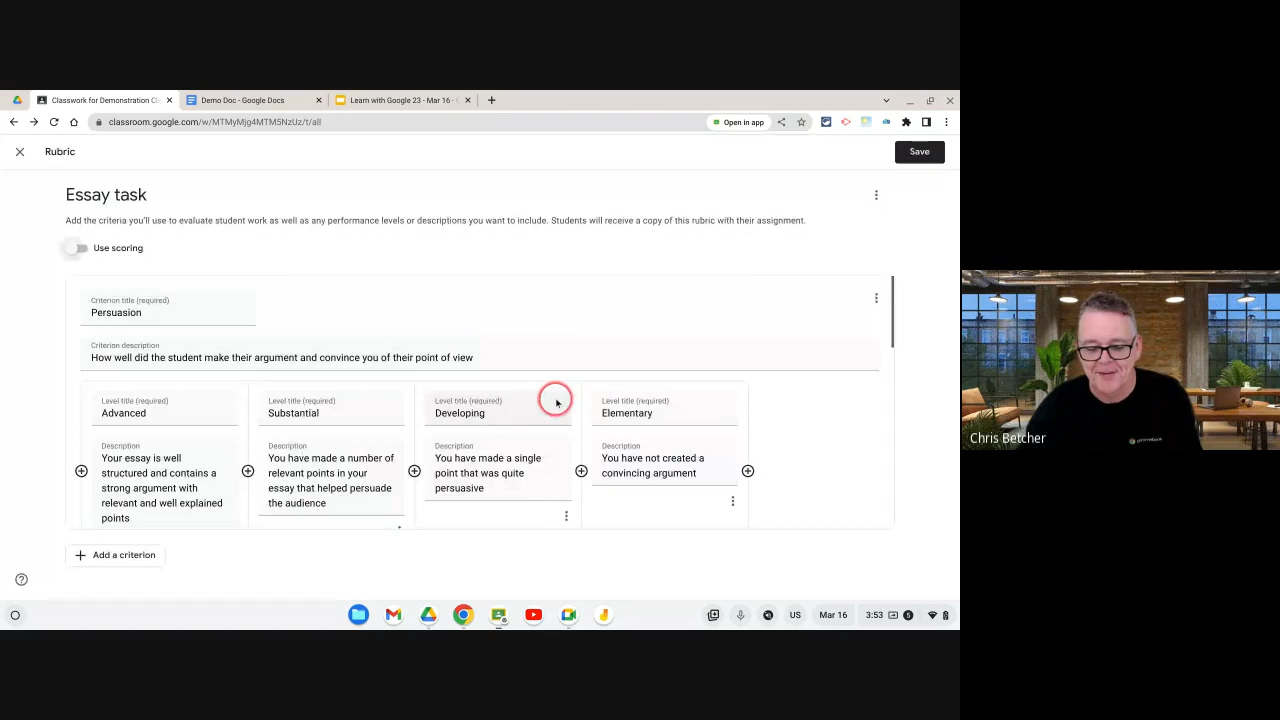 Classwork for Demonstration Cl
Demo Doc - Google Docs
Learn with Google 23 - Mar 16 -
classroom.google.com/w/MTMyMjg4MTM5NzUz/t/all
Open in app
Rubric
Save
Essay task
Add the criteria you'll use to evaluate student work as well as any performance levels or descriptions you want to include. Students will receive a copy of this rubric with their assignment.
Use scoring
Criterion title (required)
Persuasion
Criterion description
How well did the student make their argument and convince you of their point of view
Level title (required)
Advanced
Description
Your essay is well
structured and contains a
strong argument with
relevant and well explained
points
Level title (required)
Substantial
Description
You have made a number of
relevant points in your
essay that helped persuade
the audience
Level title (required)
Developing
Description
You have made a single
point that was quite
persuasive
Level title (required)
Elementary
Description
You have not created a
convincing argument
Add a criterion
US
Mar 16
3:53
5
Chris Betcher
chromebook